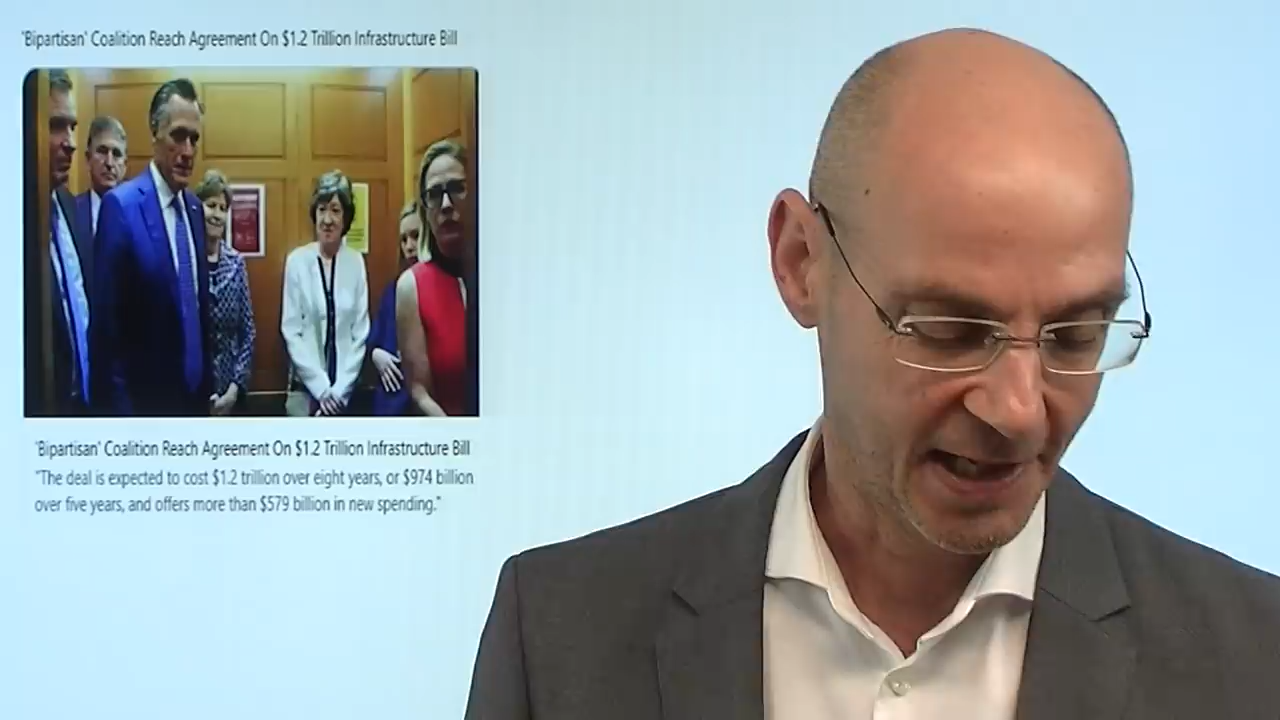 'Bipartisan' Coalition Reach Agreement On $1.2 Trillion Infrastructure Bill
'Bipartisan' Coalition Reach Agreement On $1.2 Trillion Infrastructure Bill
"The deal is expected to cost $1.2 trillion over eight years, or $974 billion
over five years, and offers more than $579 billion in new spending."